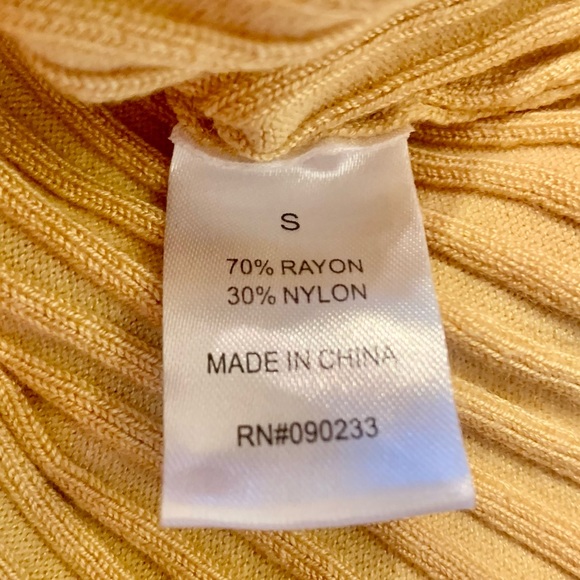 S
70% RAYON
30% NYLON
MADE IN CHINA
RN#090233